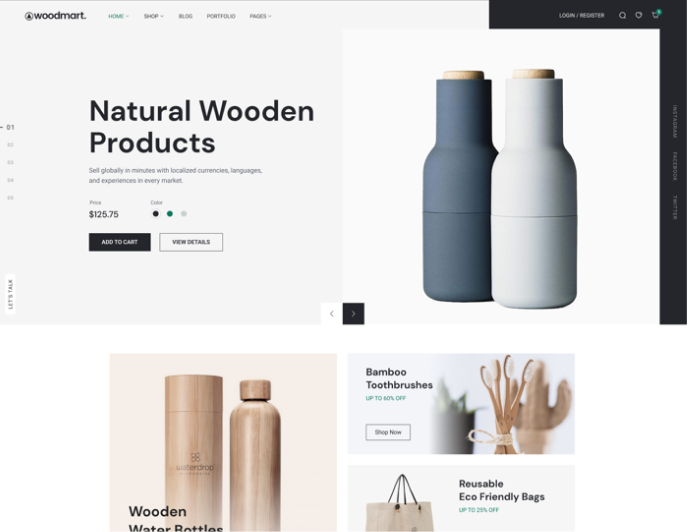 woodmart.
HOME SHOP BLOG PORTFOLIO PAGES
LOGIN / REGISTER
Natural Wooden
Products
Sell globally in minutes with localized currencies, languages,
and experiences in every market.
Price Color
$125.75
ADD TO CART VIEW DETAILS
01
02
03
04
05
LET'S TALK
INSTAGRAM
FACEBOOK
TWITTER
waterdrop
Wooden
Water Bottles
Bamboo
Toothbrushes
UP TO 60% OFF
Shop Now
Reusable
Eco Friendly Bags
UP TO 25% OFF